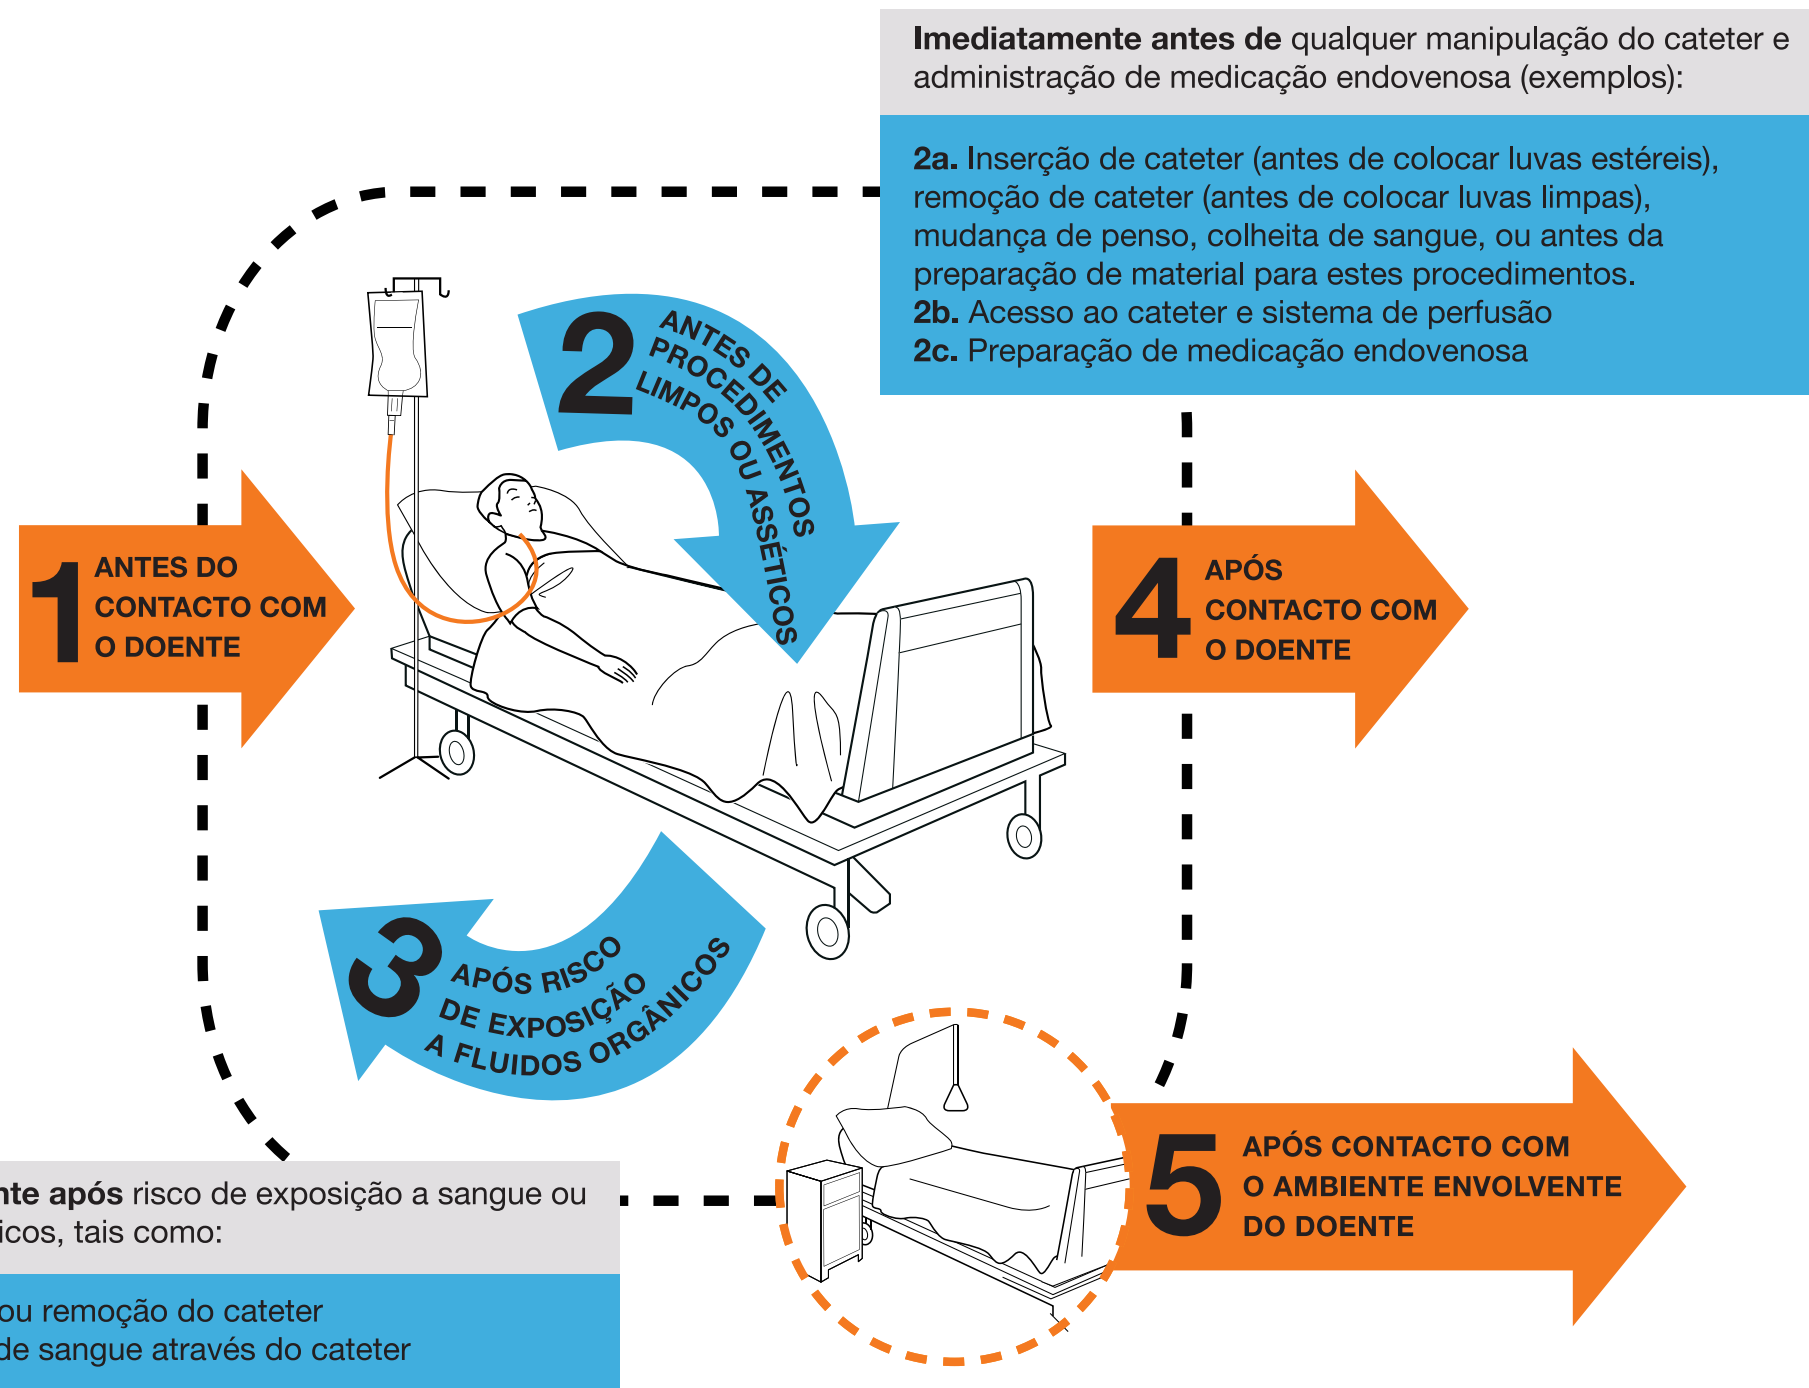 Imediatamente antes de qualquer manipulação do cateter e
administração de medicação endovenosa (exemplos):
2a. Inserção de cateter (antes de colocar luvas estéreis),
remoção de cateter (antes de colocar luvas limpas),
mudança de penso, colheita de sangue, ou antes da
preparação de material para estes procedimentos.
2b. Acesso ao cateter e sistema de perfusão
2c. Preparação de medicação endovenosa
1
ANTES DO
CONTACTO COM
O DOENTE
2
ANTES DE
PROCEDIMENTOS
LIMPOS OU ASSÉTICOS
3
APÓS RISCO
DE EXPOSIÇÃO
A FLUIDOS ORGÂNICOS
4
APÓS
CONTACTO COM
O DOENTE
5
APÓS CONTACTO COM
O AMBIENTE ENVOLVENTE
DO DOENTE
após risco de exposição a sangue ou
tais como:
ou remoção do cateter
de sangue através do cateter